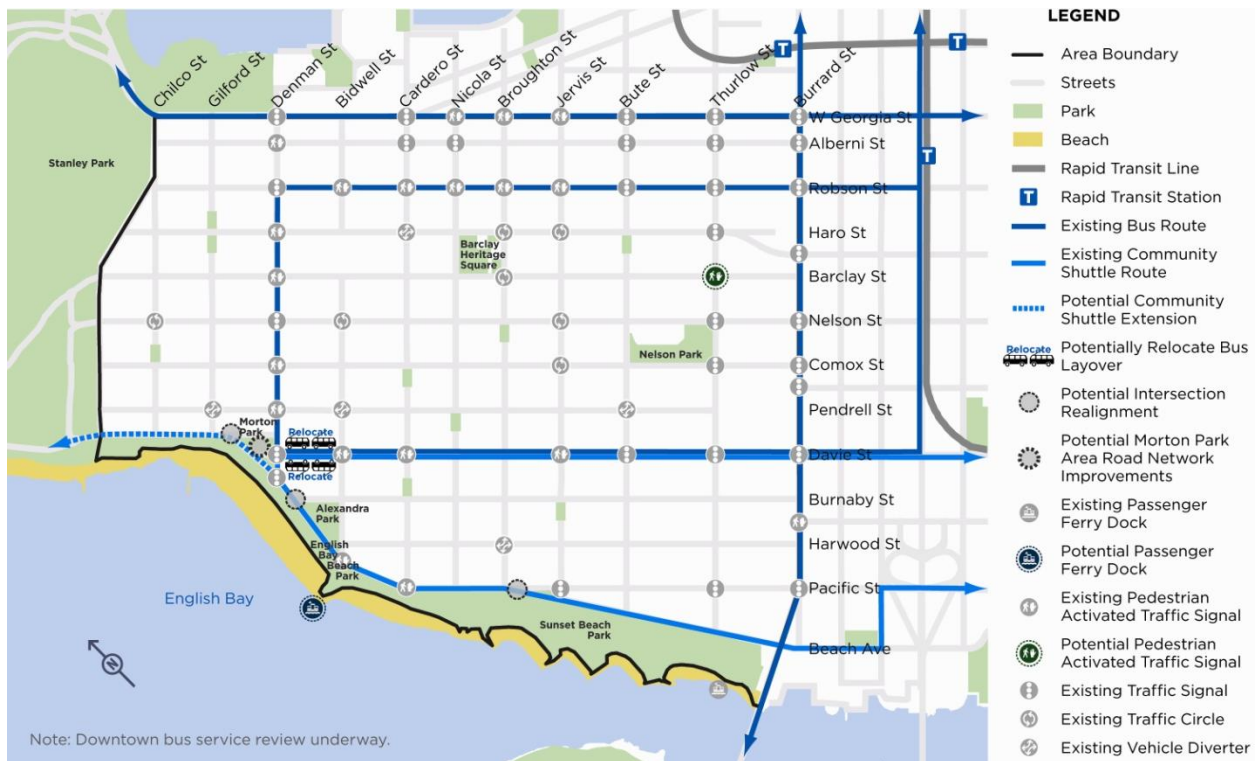 Chilco St
Gilford St
Denman St
Bidwell St
Cardero St
Nicola St
Broughton St
Jervis St
Bute St
Thurlow St
Burrard St
T
T
T
W Georgia St
Alberni St
Robson St
Haro St
Barclay St
Nelson St
Comox St
Pendrell St
Davie St
Burnaby St
Harwood St
Pacific St
Beach Ave
Stanley Park
Barclay
Heritage
Square
Nelson Park
Morton
Park
Relocate
Relocate
Alexandra
Park
English
Bay
Beach
Park
English Bay
Sunset Beach
Park
N
Note: Downtown bus service review underway.
LEGEND
Area Boundary
Streets
Park
Beach
Rapid Transit Line
T Rapid Transit Station
Existing Bus Route
Existing Community
Shuttle Route
Potential Community
Shuttle Extension
Relocate Potentially Relocate Bus
Layover
Potential Intersection
Realignment
Potential Morton Park
Area Road Network
Improvements
Existing Passenger
Ferry Dock
Potential Passenger
Ferry Dock
Existing Pedestrian
Activated Traffic Signal
Potential Pedestrian
Activated Traffic Signal
Existing Traffic Signal
Existing Traffic Circle
Existing Vehicle Diverter